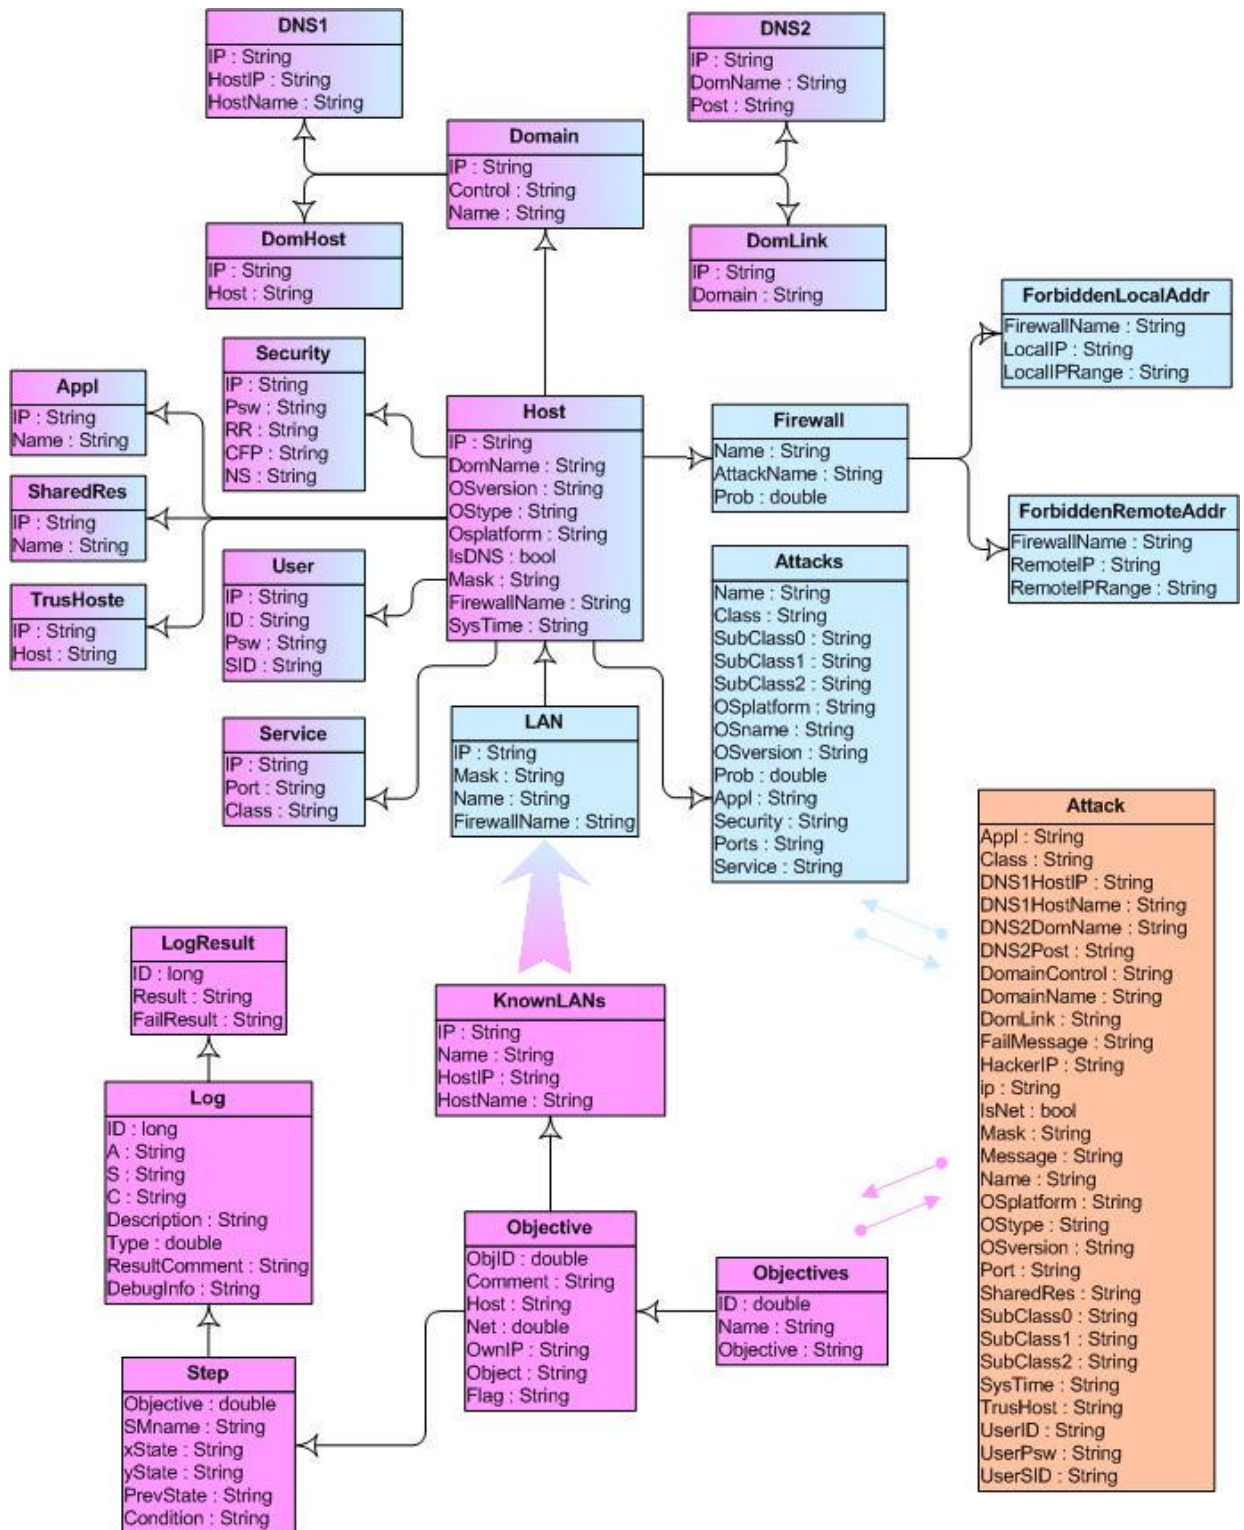 DNS1
IP : String
HostIP : String
HostName : String
DNS2
IP : String
DomName : String
Post : String
Domain
IP : String
Control : String
Name : String
DomHost
IP : String
Host : String
DomLink
IP : String
Domain : String
ForbiddenLocalAddr
FirewallName : String
LocalIP : String
LocalIPRange : String
Security
IP : String
Psw : String
RR : String
CFP : String
NS : String
Appl
IP : String
Name : String
Host
IP : String
DomName : String
OSversion : String
OStype : String
Osplatform : String
IsDNS : bool
Mask : String
FirewallName : String
SysTime : String
Firewall
Name : String
AttackName : String
Prob : double
SharedRes
IP : String
Name : String
ForbiddenRemoteAddr
FirewallName : String
RemoteIP : String
RemoteIPRange : String
User
IP : String
ID : String
Psw : String
SID : String
TrusHoste
IP : String
Host : String
Attacks
Name : String
Class : String
SubClass0 : String
SubClass1 : String
SubClass2 : String
OSplatform : String
OSname : String
OSversion : String
Prob : double
Appl : String
Security : String
Ports : String
Service : String
Service
IP : String
Port : String
Class : String
LAN
IP : String
Mask : String
Name : String
FirewallName : String
Attack
Appl : String
Class : String
DNS1HostIP : String
DNS1HostName : String
DNS2DomName : String
DNS2Post : String
DomainControl : String
DomainName : String
DomLink : String
FailMessage : String
HackerIP : String
ip : String
IsNet : bool
Mask : String
Message : String
Name : String
OSplatform : String
OStype : String
OSversion : String
Port : String
SharedRes : String
SubClass0 : String
SubClass1 : String
SubClass2 : String
SysTime : String
TrusHost : String
UserID : String
UserPsw : String
UserSID : String
LogResult
ID : long
Result : String
FailResult : String
KnownLANs
IP : String
Name : String
HostIP : String
HostName : String
Log
ID : long
A : String
S : String
C : String
Description : String
Type : double
ResultComment : String
DebugInfo : String
Objective
ObjID : double
Comment : String
Host : String
Net : double
OwnIP : String
Object : String
Flag : String
Objectives
ID : double
Name : String
Objective : String
Step
Objective : double
SMname : String
xState : String
yState : String
PrevState : String
Condition : String